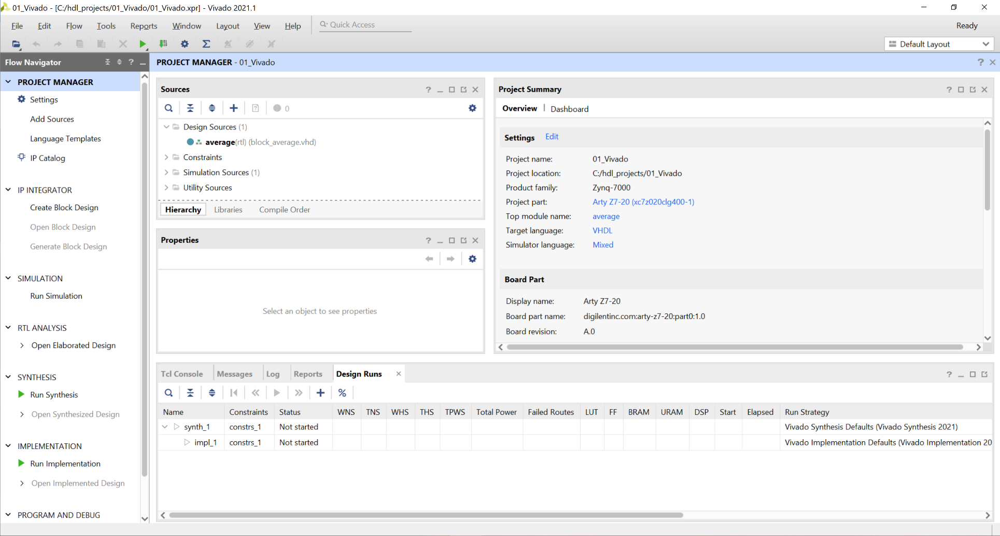 01_Vivado - [C:/hdl_projects/01_Vivado/01_Vivado.xpr] - Vivado 2021.1
File Edit Flow Tools Reports Window Layout View Help Quick Access Ready
Default Layout
Flow Navigator
PROJECT MANAGER
Settings
Add Sources
Language Templates
IP Catalog
IP INTEGRATOR
Create Block Design
Open Block Design
Generate Block Design
SIMULATION
Run Simulation
RTL ANALYSIS
Open Elaborated Design
SYNTHESIS
Run Synthesis
Open Synthesized Design
IMPLEMENTATION
Run Implementation
Open Implemented Design
PROGRAM AND DEBUG
PROJECT MANAGER - 01_Vivado
Sources
0
Design Sources (1)
average(rtl) (block_average.vhd)
Constraints
Simulation Sources (1)
Utility Sources
Hierarchy Libraries Compile Order
Properties
Select an object to see properties
Project Summary
Overview | Dashboard
Settings Edit
Project name: 01_Vivado
Project location: C:/hdl_projects/01_Vivado
Product family: Zynq-7000
Project part: Arty Z7-20 (xc7z020clg400-1)
Top module name: average
Target language: VHDL
Simulator language: Mixed
Board Part
Display name: Arty Z7-20
Board part name: digilentinc.com:arty-z7-20:part0:1.0
Board revision: A.0
Tcl Console Messages Log Reports Design Runs
Name Constraints Status WNS TNS WHS THS TPWS Total Power Failed Routes LUT FF BRAM URAM DSP Start Elapsed Run Strategy
synth_1 constrs_1 Not started Vivado Synthesis Defaults (Vivado Synthesis 2021)
impl_1 constrs_1 Not started Vivado Implementation Defaults (Vivado Implementation 20